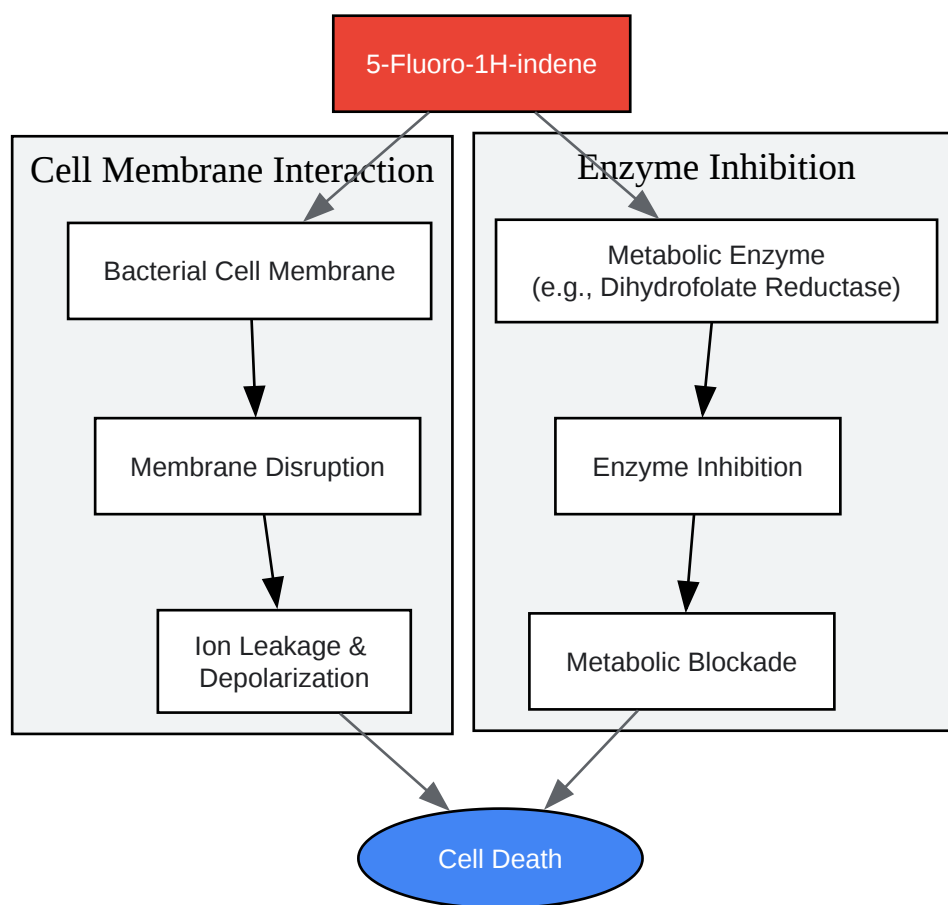 5-Fluoro-1H-indene
Cell Membrane Interaction
Bacterial Cell Membrane
Membrane Disruption
Ion Leakage &
Depolarization
Enzyme Inhibition
Metabolic Enzyme
(e.g., Dihydrofolate Reductase)
Enzyme Inhibition
Metabolic Blockade
Cell Death